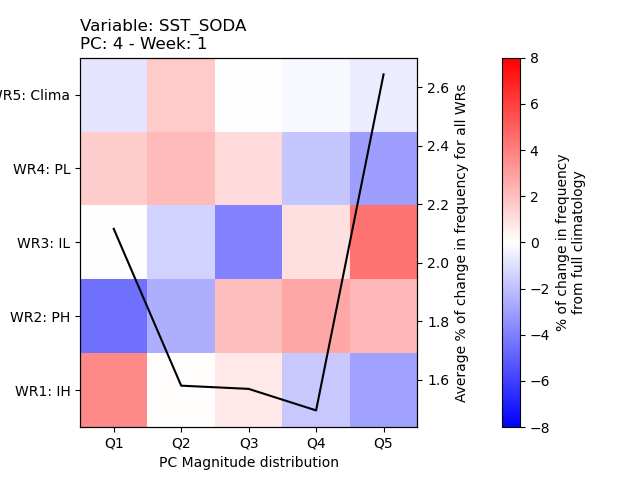 Variable: SST_SODA
PC: 4 - Week: 1
WR5: Clima
WR4: PL
WR3: IL
WR2: PH
WR1: IH
Q1 Q2 Q3 Q4 Q5
PC Magnitude distribution
2.6
2.4
2.2
2.0
1.8
1.6
Average % of change in frequency for all WRs
8
6
4
2
0
−2
−4
−6
−8
% of change in frequency
from full climatology